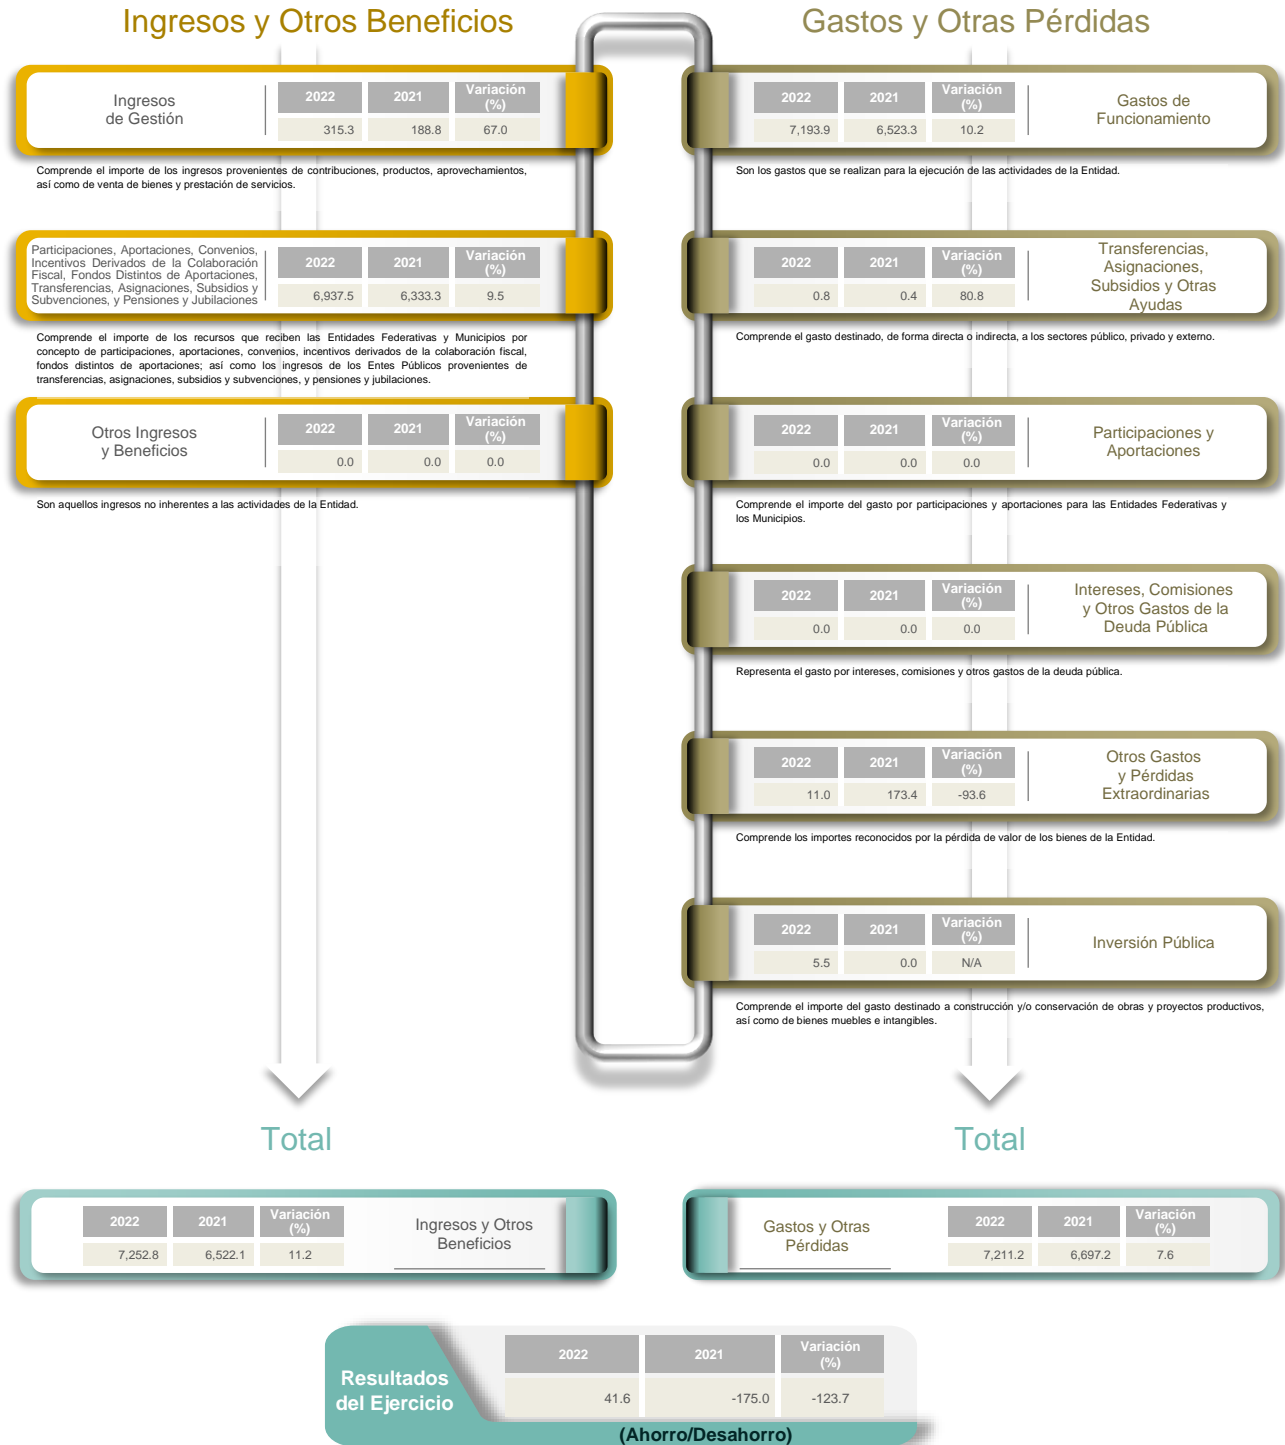 Ingresos y Otros Beneficios
Ingresos
de Gestión
2022 2021 Variación
(%)
315.3 188.8 67.0
Comprende el importe de los ingresos provenientes de contribuciones, productos, aprovechamientos,
así como de venta de bienes y prestación de servicios.
Participaciones, Aportaciones, Convenios,
Incentivos Derivados de la Colaboración
Fiscal, Fondos Distintos de Aportaciones,
Transferencias, Asignaciones, Subsidios y
Subvenciones, y Pensiones y Jubilaciones
2022 2021 Variación
(%)
6,937.5 6,333.3 9.5
Comprende el importe de los recursos que reciben las Entidades Federativas y Municipios por
concepto de participaciones, aportaciones, convenios, incentivos derivados de la colaboración fiscal,
fondos distintos de aportaciones; así como los ingresos de los Entes Públicos provenientes de
transferencias, asignaciones, subsidios y subvenciones, y pensiones y jubilaciones.
Otros Ingresos
y Beneficios
2022 2021 Variación
(%)
0.0 0.0 0.0
Son aquellos ingresos no inherentes a las actividades de la Entidad.
Gastos y Otras Pérdidas
2022 2021 Variación
(%)
7,193.9 6,523.3 10.2
Gastos de
Funcionamiento
Son los gastos que se realizan para la ejecución de las actividades de la Entidad.
2022 2021 Variación
(%)
0.8 0.4 80.8
Transferencias,
Asignaciones,
Subsidios y Otras
Ayudas
Comprende el gasto destinado, de forma directa o indirecta, a los sectores público, privado y externo.
2022 2021 Variación
(%)
0.0 0.0 0.0
Participaciones y
Aportaciones
Comprende el importe del gasto por participaciones y aportaciones para las Entidades Federativas y
los Municipios.
2022 2021 Variación
(%)
0.0 0.0 0.0
Intereses, Comisiones
y Otros Gastos de la
Deuda Pública
Representa el gasto por intereses, comisiones y otros gastos de la deuda pública.
2022 2021 Variación
(%)
11.0 173.4 -93.6
Otros Gastos
y Pérdidas
Extraordinarias
Comprende los importes reconocidos por la pérdida de valor de los bienes de la Entidad.
2022 2021 Variación
(%)
5.5 0.0 N/A
Inversión Pública
Comprende el importe del gasto destinado a construcción y/o conservación de obras y proyectos productivos,
así como de bienes muebles e intangibles.
Total
2022 2021 Variación
(%)
7,252.8 6,522.1 11.2
Ingresos y Otros
Beneficios
Total
Gastos y Otras
Pérdidas
2022 2021 Variación
(%)
7,211.2 6,697.2 7.6
Resultados
del Ejercicio
2022 2021 Variación
(%)
41.6 -175.0 -123.7
(Ahorro/Desahorro)